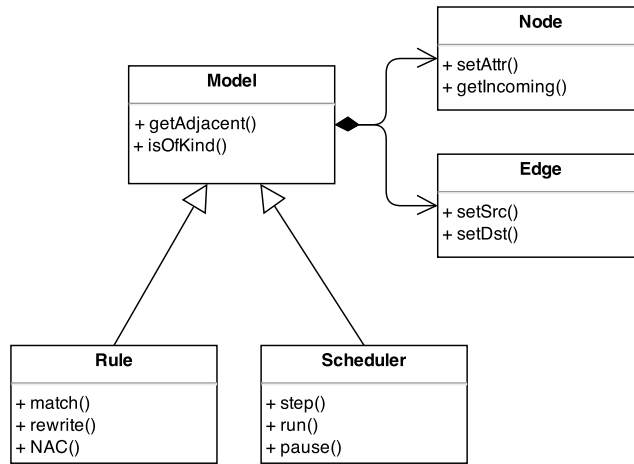 Node
+ setAttr()
+ getIncoming()
Model
+ getAdjacent()
+ isOfKind()
Edge
+ setSrc()
+ setDst()
Rule
+ match()
+ rewrite()
+ NAC()
Scheduler
+ step()
+ run()
+ pause()